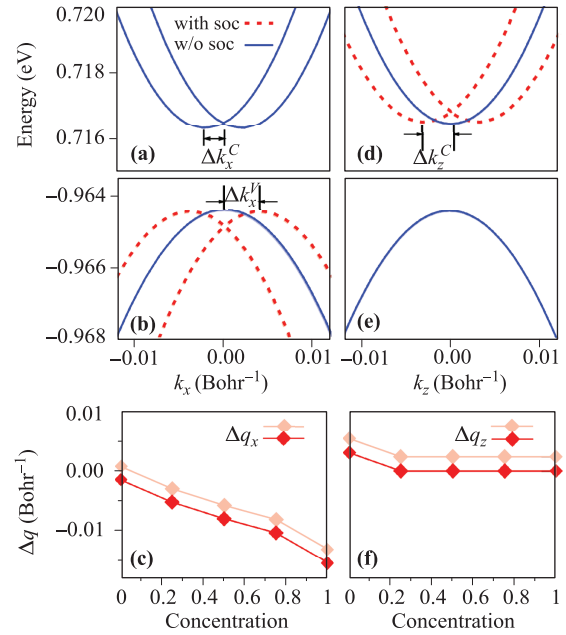 0.720
0.718
0.716
Energy (eV)
with soc
w/o soc
(a)
Δk_x^C
(d)
Δk_z^C
−0.964
−0.966
−0.968
Δk_x^V
(b)
(e)
−0.01 0.00 0.01
−0.01 0.00 0.01
k_x (Bohr⁻¹)
k_z (Bohr⁻¹)
0.01
0.00
−0.01
Δq (Bohr⁻¹)
Δq_x
(c)
Δq_z
(f)
0 0.2 0.4 0.6 0.8 1
0 0.2 0.4 0.6 0.8 1
Concentration
Concentration